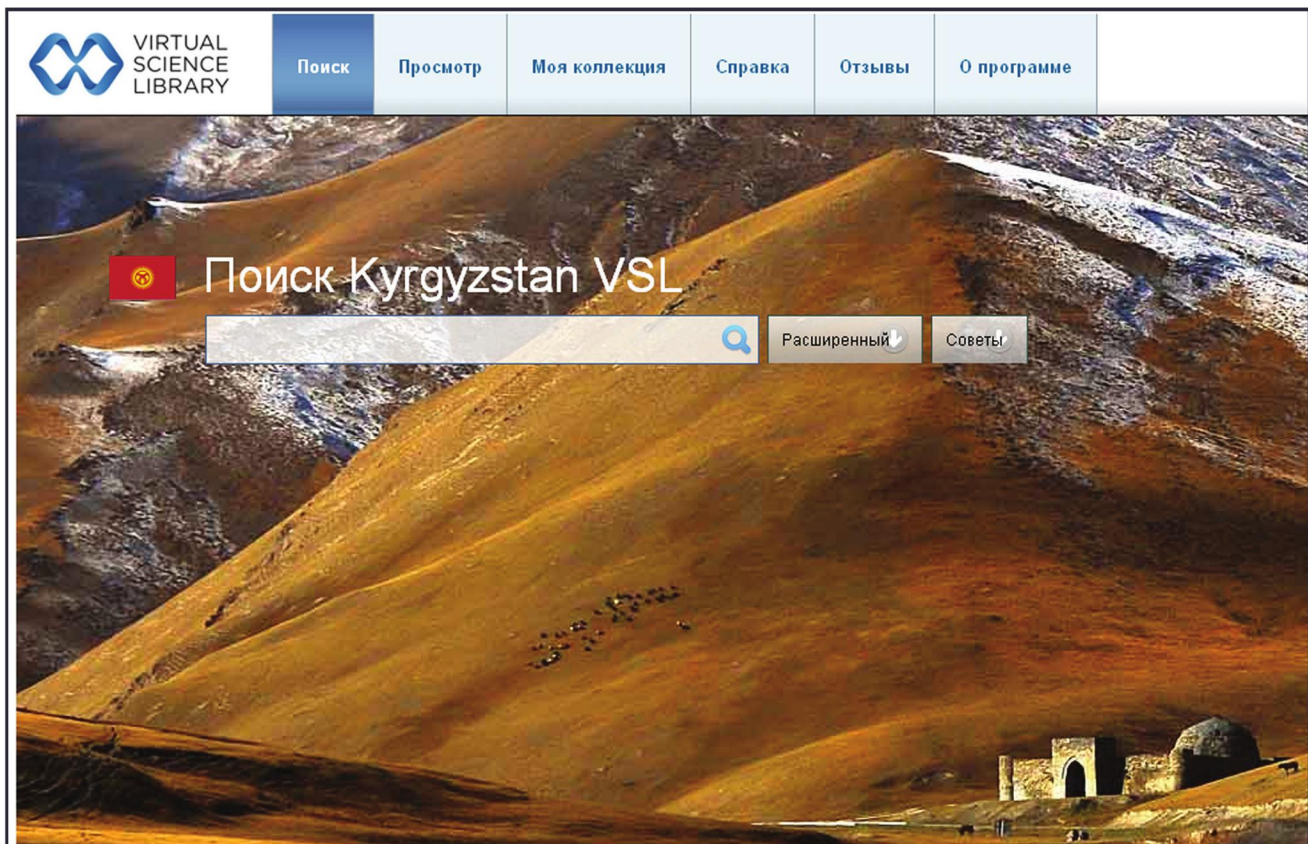 VIRTUAL
SCIENCE
LIBRARY
Поиск
Просмотр
Моя коллекция
Справка
Отзывы
О программе
Поиск Kyrgyzstan VSL
Расширенный
Советы